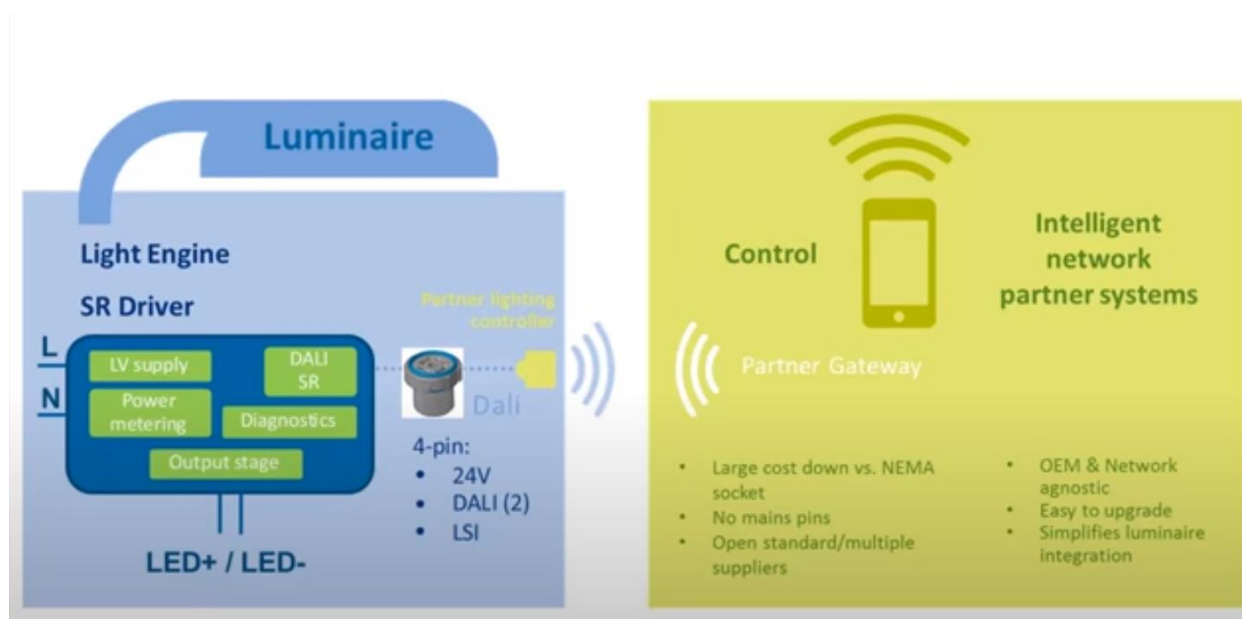 Luminaire
Light Engine
SR Driver
Partner lighting
controller
L
N
LV supply
DALI
SR
Power
metering
Diagnostics
Output stage
LED+ / LED-
Dali
4-pin:
• 24V
• DALI (2)
• LSI
Control
Intelligent
network
partner systems
Partner Gateway
• Large cost down vs. NEMA
socket
• No mains pins
• Open standard/multiple
suppliers
• OEM & Network
agnostic
• Easy to upgrade
• Simplifies luminaire
integration